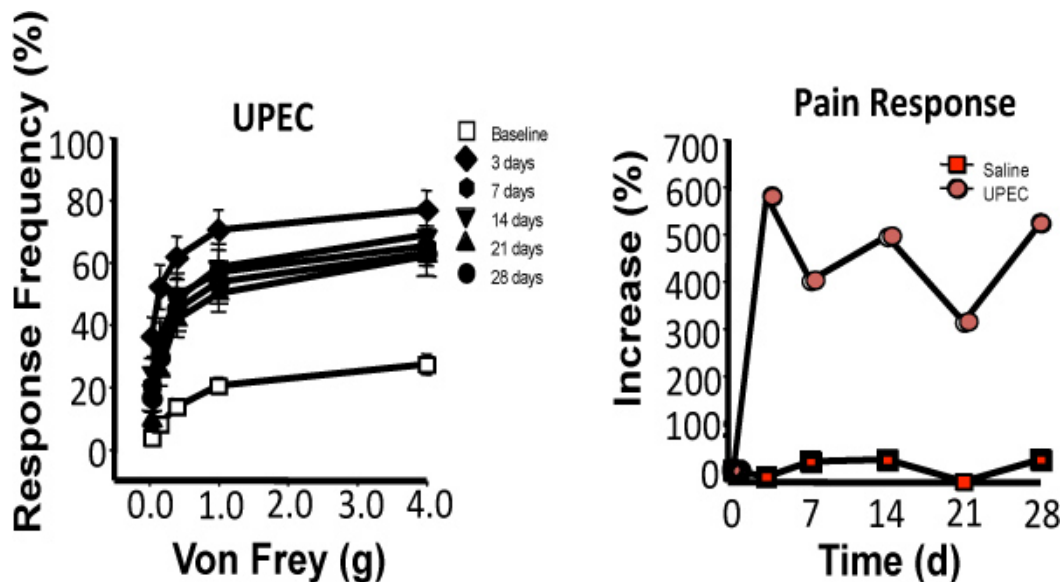 UPEC
Response Frequency (%)
100
80
60
40
20
0
0.0 1.0 2.0 3.0 4.0
Von Frey (g)
Baseline
3 days
7 days
14 days
21 days
28 days
Pain Response
Increase (%)
700
600
500
400
300
200
100
0
0 7 14 21 28
Time (d)
Saline
UPEC